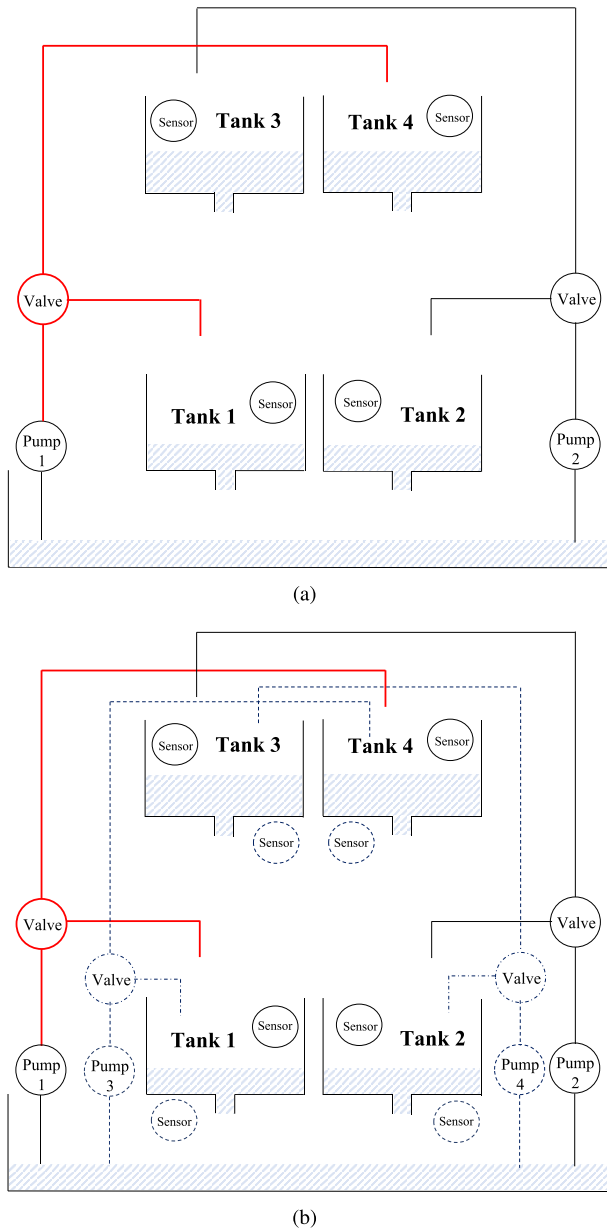 Sensor
Tank 3
Tank 4
Sensor
Valve
Valve
Tank 1
Sensor
Sensor
Tank 2
Pump
1
Pump
2
(a)
Sensor
Tank 3
Tank 4
Sensor
Sensor
Sensor
Valve
Valve
Valve
Valve
Tank 1
Sensor
Sensor
Tank 2
Pump
1
Pump
3
Pump
4
Pump
2
Sensor
Sensor
(b)